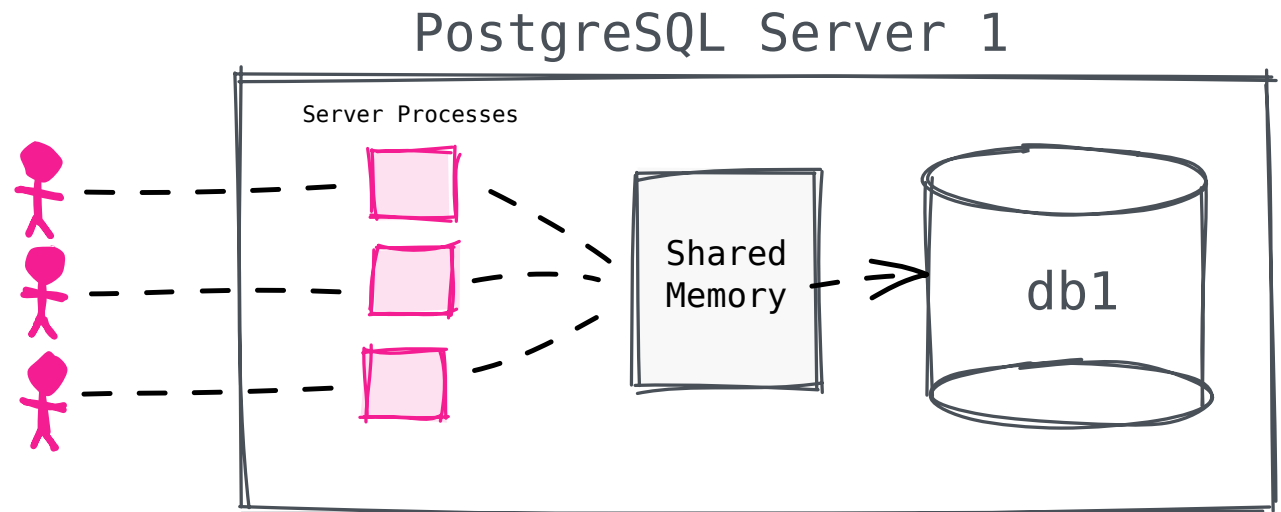 PostgreSQL Server 1
Server Processes
Shared
Memory
db1